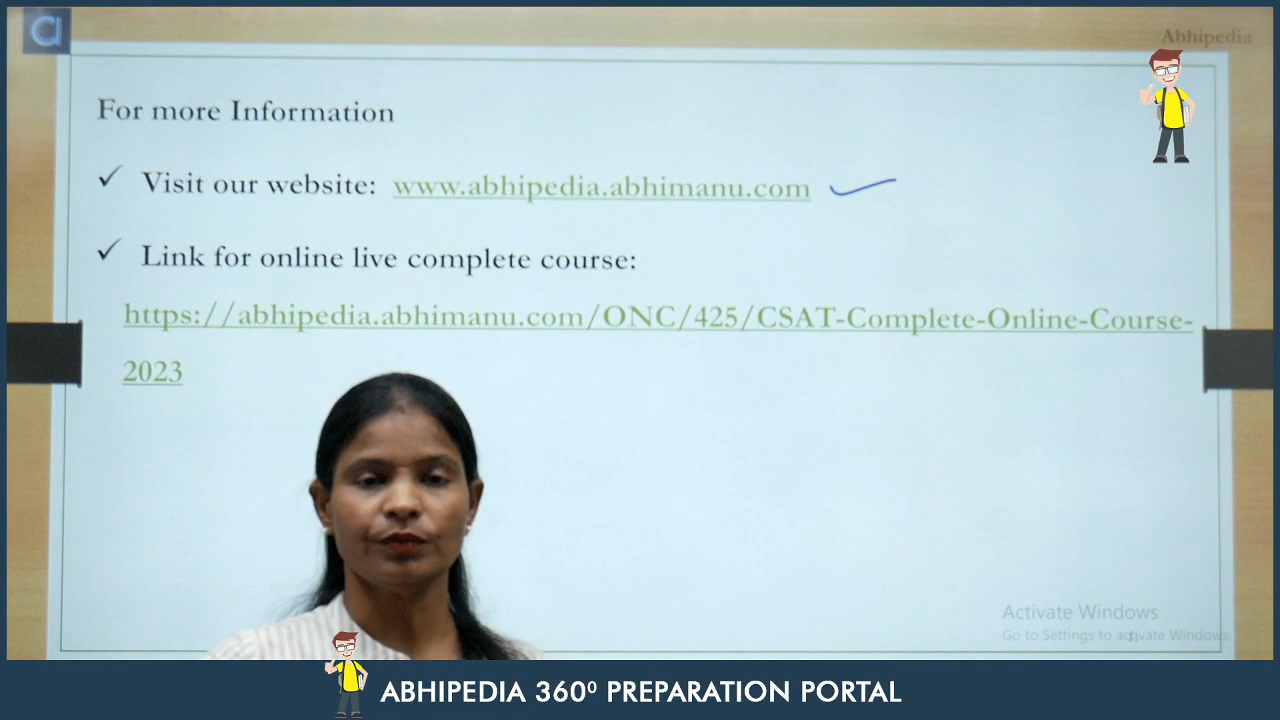 a
Abhipedia
For more Information
✓ Visit our website: www.abhipedia.abhimanu.com
✓ Link for online live complete course:
https://abhipedia.abhimanu.com/ONC/425/CSAT-Complete-Online-Course-
2023
Activate Windows
Go to Settings to activate Windows.
ABHIPEDIA 360⁰ PREPARATION PORTAL